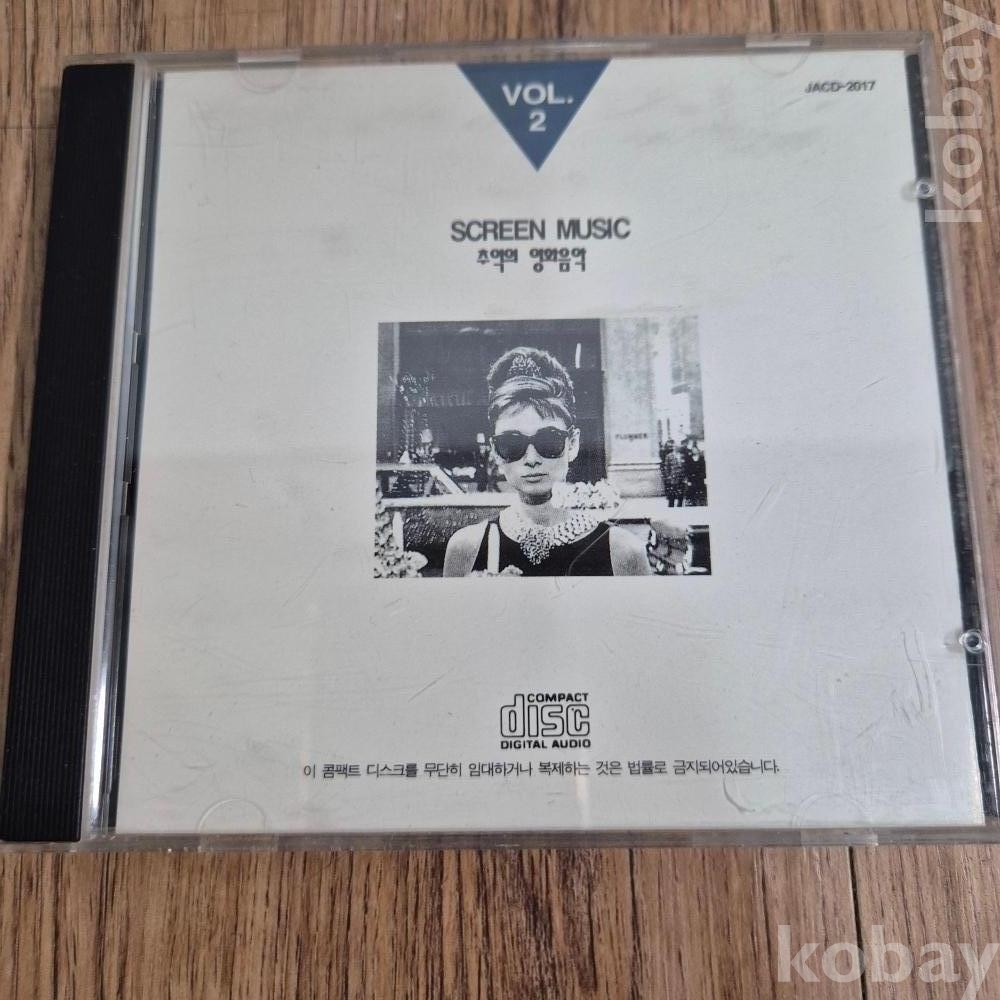 VOL.
2
JACD-2017
SCREEN MUSIC
추억의 영화음악
COMPACT
disc
DIGITAL AUDIO
이 콤팩트 디스크를 무단히 임대하거나 복제하는 것은 법률로 금지되어있습니다.
kobay
kobay